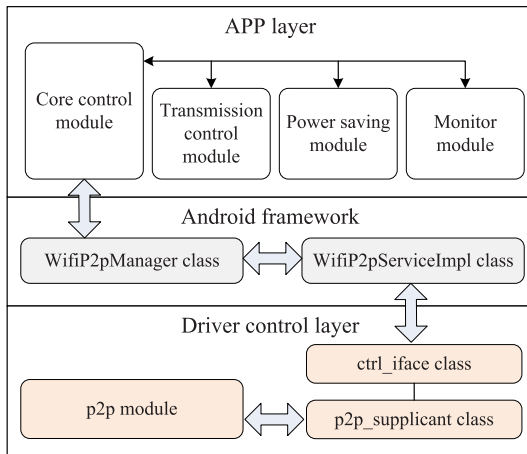 APP layer
Core control
module
Transmission
control
module
Power saving
module
Monitor
module
Android framework
WifiP2pManager class
WifiP2pServiceImpl class
Driver control layer
ctrl_iface class
p2p module
p2p_supplicant class